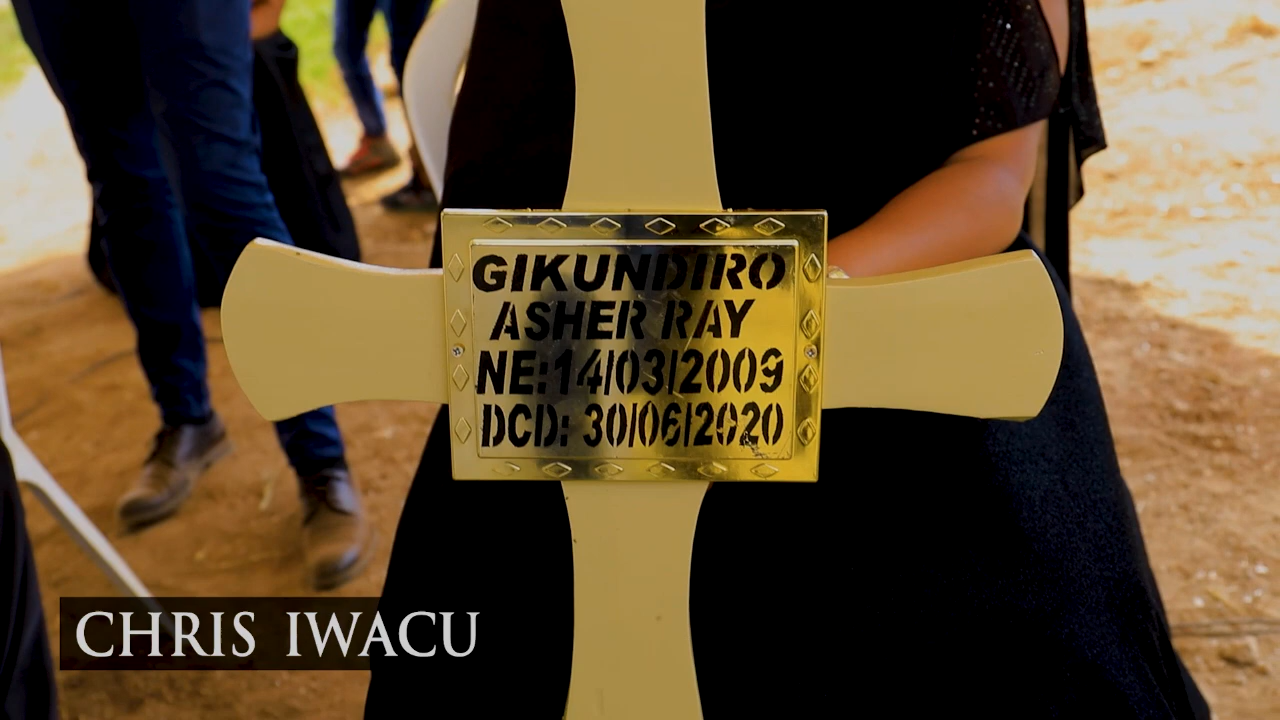 GIKUNDIRO
ASHER RAY
NE:14/03/2009
DCD: 30/06/2020
CHRIS IWACU